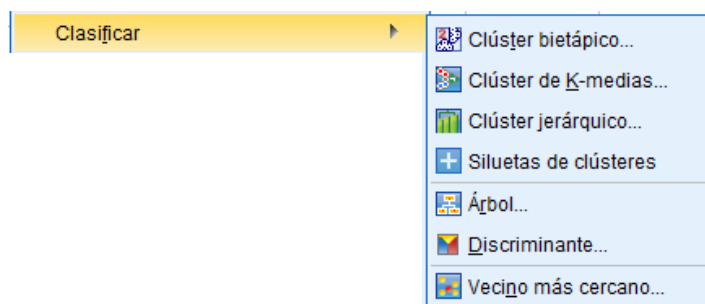 Clasificar
Clúster bietápico...
Clúster de K-medias...
Clúster jerárquico...
Siluetas de clústeres
Árbol...
Discriminante...
Vecino más cercano...